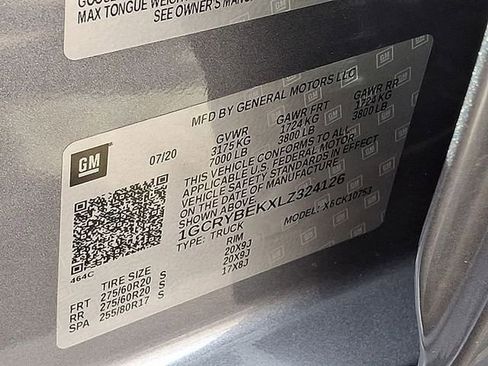 MAX TONGUE WEIGHT
SEE OWNER'S MANU
GM
07/20
MFD BY GENERAL MOTORS LLC
GVWR GAWR FRT GAWR RR
3175 KG 1724 KG 1724 KG
7000 LB 3800 LB 3800 LB
THIS VEHICLE CONFORMS TO ALL
APPLICABLE U.S. FEDERAL MOTOR
VEHICLE SAFETY STANDARDS IN EFFECT
ON THE DATE OF MANUFACTURE
SHOWN ABOVE.
1GCRYBEKXLZ324126
TYPE: TRUCK MODEL:
464C
TIRE SIZE RIM
FRT 275/60R20 S 20X9J
RR 275/60R20 S 20X9J
SPA 255/80R17 S 17X8J